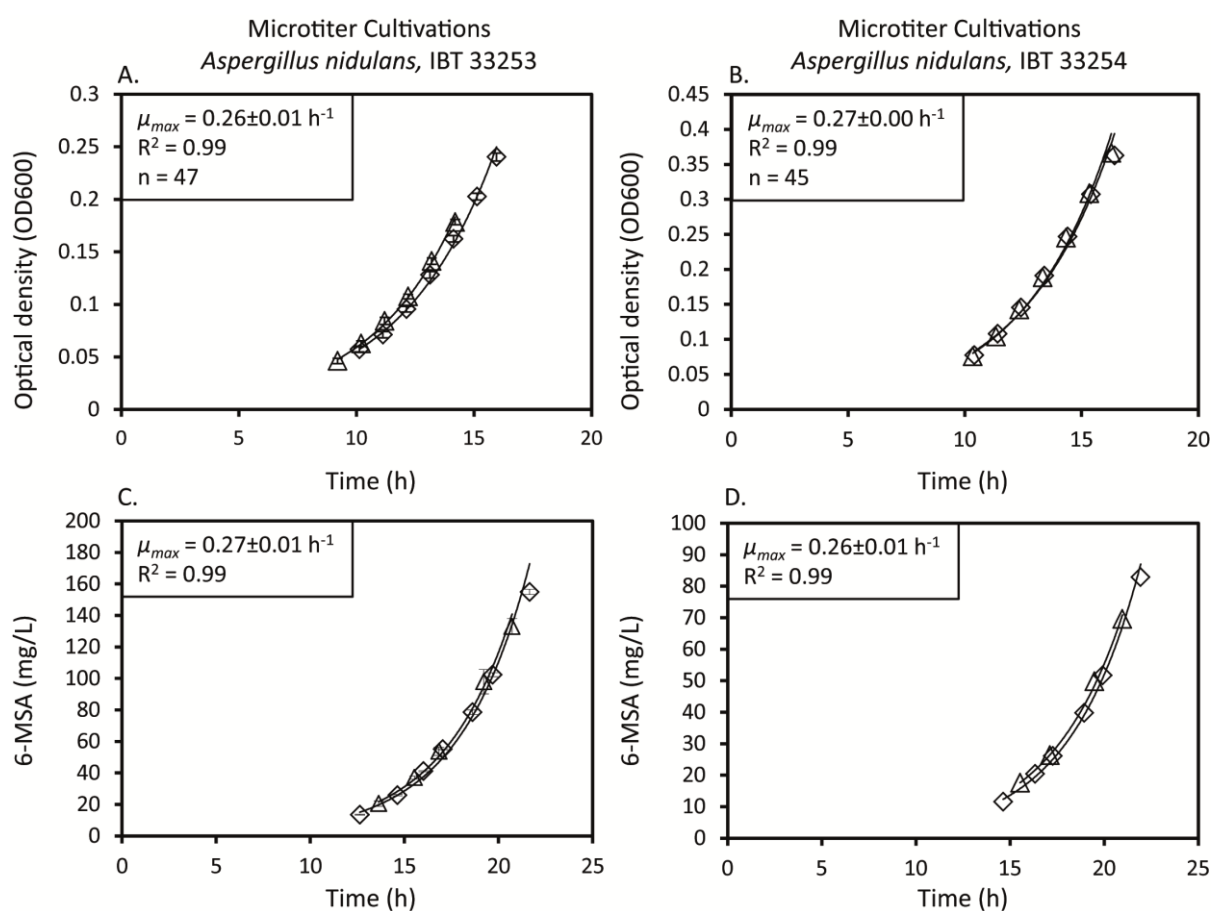 Microtiter Cultivations
Aspergillus nidulans, IBT 33253
Microtiter Cultivations
Aspergillus nidulans, IBT 33254
A.
μmax = 0.26±0.01 h-1
R2 = 0.99
n = 47
Optical density (OD600)
0.3
0.25
0.2
0.15
0.1
0.05
0
0 5 10 15 20
Time (h)
B.
μmax = 0.27±0.00 h-1
R2 = 0.99
n = 45
Optical density (OD600)
0.45
0.4
0.35
0.3
0.25
0.2
0.15
0.1
0.05
0
0 5 10 15 20
Time (h)
C.
μmax = 0.27±0.01 h-1
R2 = 0.99
6-MSA (mg/L)
200
180
160
140
120
100
80
60
40
20
0
0 5 10 15 20 25
Time (h)
D.
μmax = 0.26±0.01 h-1
R2 = 0.99
6-MSA (mg/L)
100
90
80
70
60
50
40
30
20
10
0
0 5 10 15 20 25
Time (h)